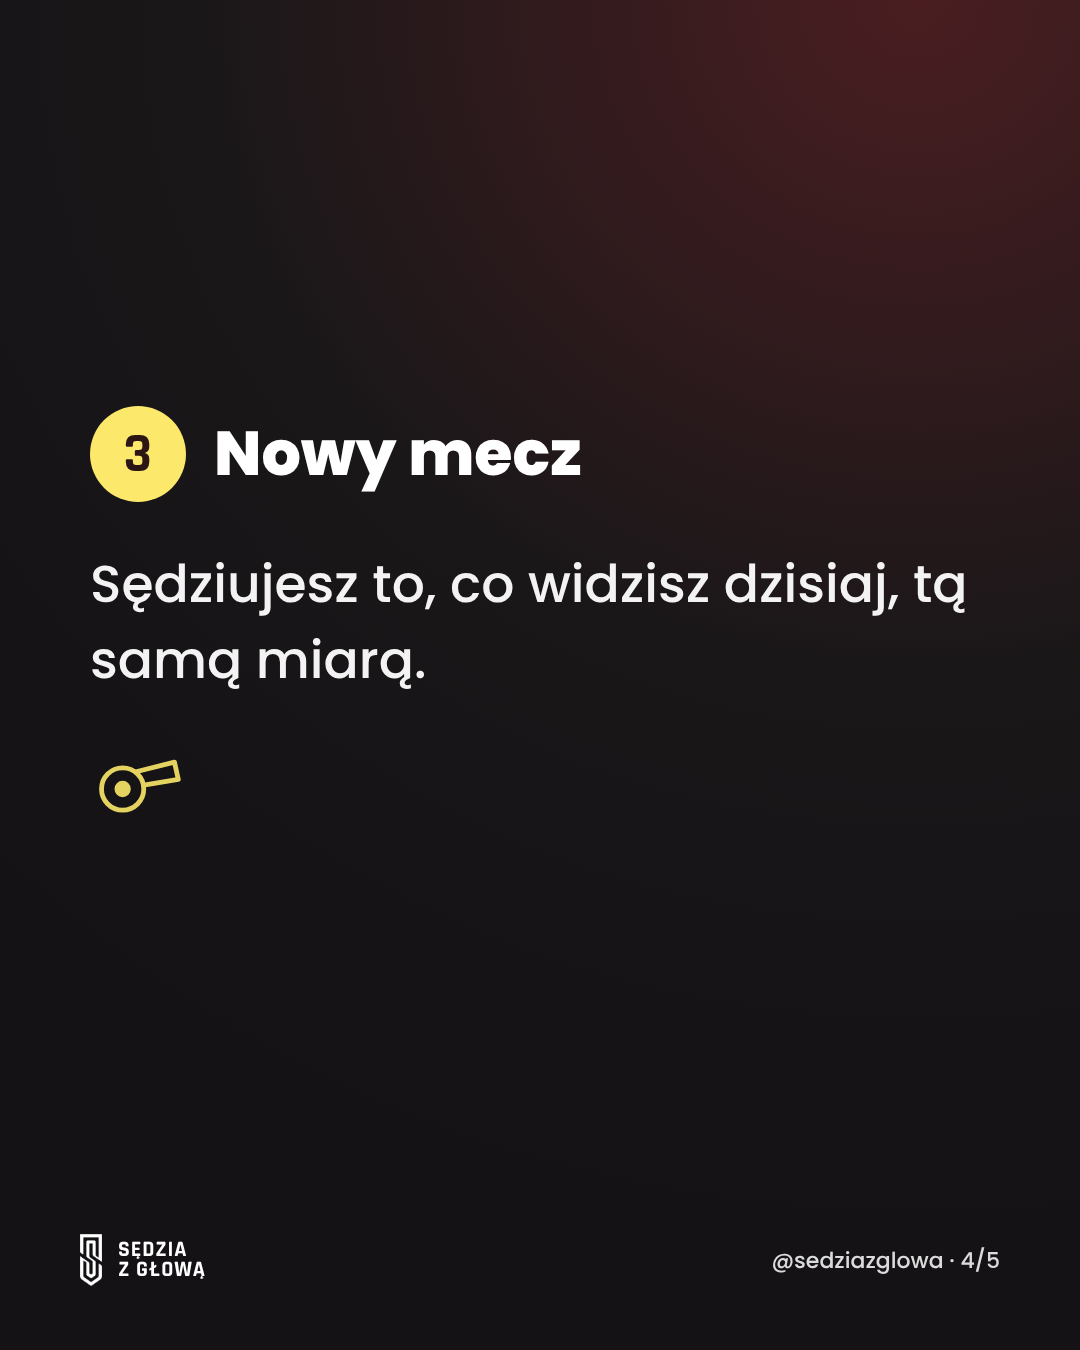 3 Nowy mecz
Sędziujesz to, co widzisz dzisiaj, tą
samą miarą.
SĘDZIA
Z GŁOWĄ
@sedziazglowa · 4/5